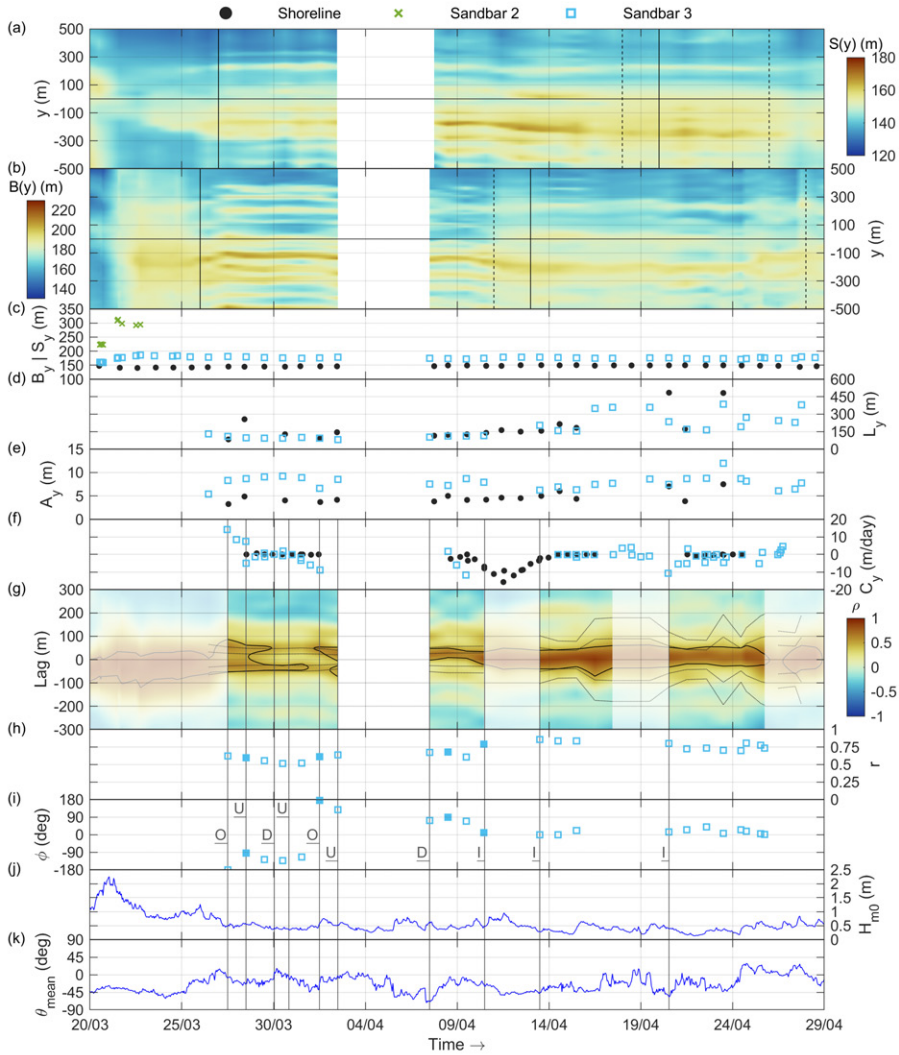 Shoreline Sandbar 2 Sandbar 3
(a)
500
300
100
-100
-300
-500
y (m)
S(y) (m)
180
160
140
120
(b)
B(y) (m)
220
190
160
130
500
300
100
-100
-300
-500
y (m)
(c)
350
300
250
200
150
100
B_y | S_y (m)
(d)
600
450
300
150
0
L_y (m)
(e)
15
10
5
0
A_y (m)
(f)
20
10
0
-10
-20
C_y (m/day)
(g)
300
200
100
0
-100
-200
-300
Lag (m)
ρ
1
0.5
0
-0.5
-1
(h)
1
0.75
0.5
0.25
0
r
(i)
180
90
0
-90
-180
ϕ (deg)
U U
O D O
U D I I I
(j)
2.5
2
1.5
1
0.5
0
H_m0 (m)
(k)
90
45
0
-45
-90
θ_mean (deg)
20/03 25/03 30/03 04/04 09/04 14/04 19/04 24/04 29/04
Time →